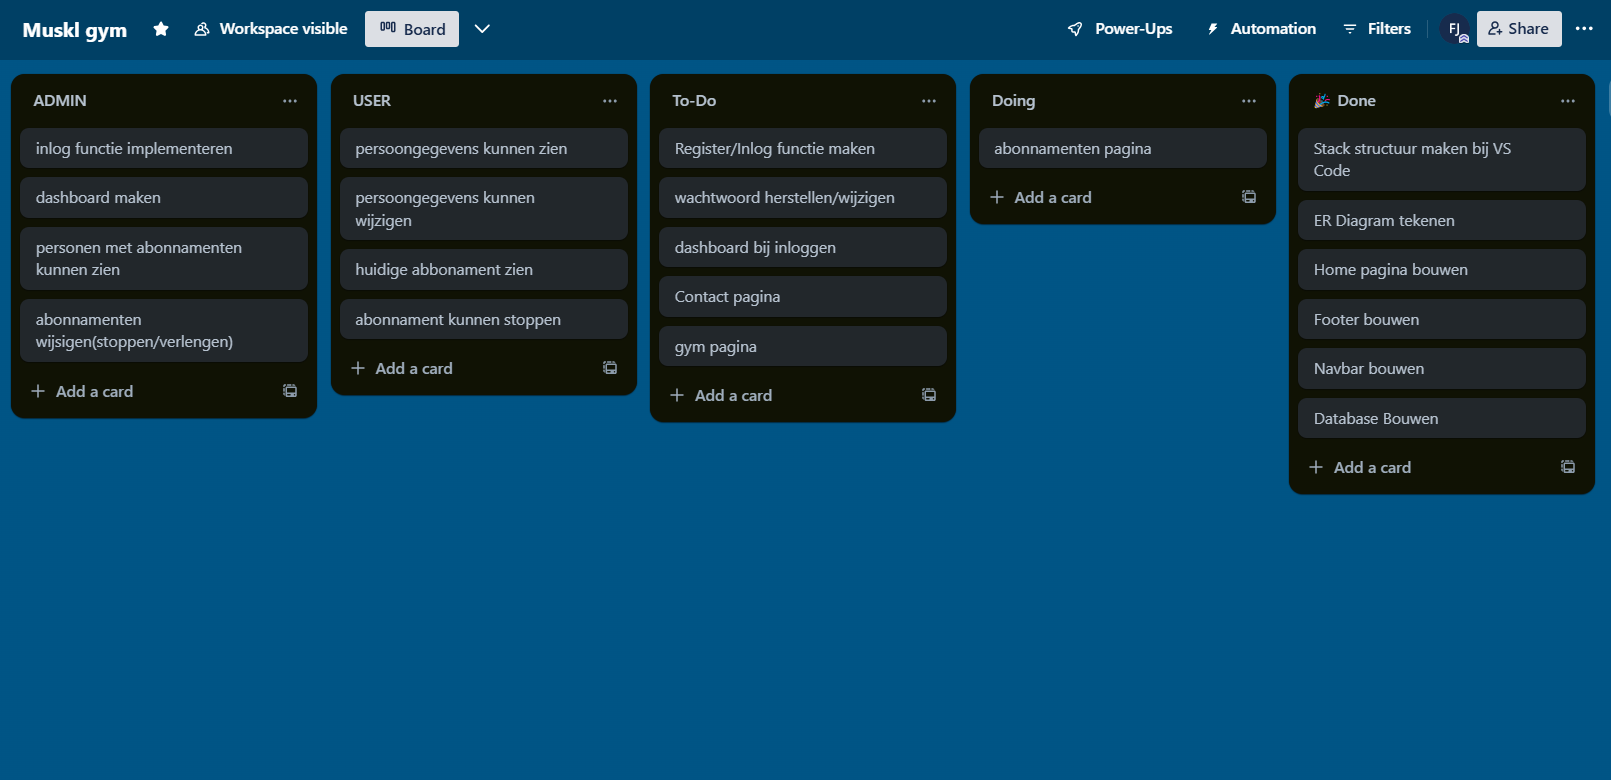 Muskl gym
Workspace visible
Board
Power-Ups
Automation
Filters
FJ
Share
ADMIN
inlog functie implementeren
dashboard maken
personen met abonnamenten
kunnen zien
abonnamenten
wijsigen(stoppen/verlengen)
Add a card
USER
persoongegevens kunnen zien
persoongegevens kunnen
wijzigen
huidige abbonament zien
abonnament kunnen stoppen
Add a card
To-Do
Register/Inlog functie maken
wachtwoord herstellen/wijzigen
dashboard bij inloggen
Contact pagina
gym pagina
Add a card
Doing
abonnamenten pagina
Add a card
🎉 Done
Stack structuur maken bij VS
Code
ER Diagram tekenen
Home pagina bouwen
Footer bouwen
Navbar bouwen
Database Bouwen
Add a card